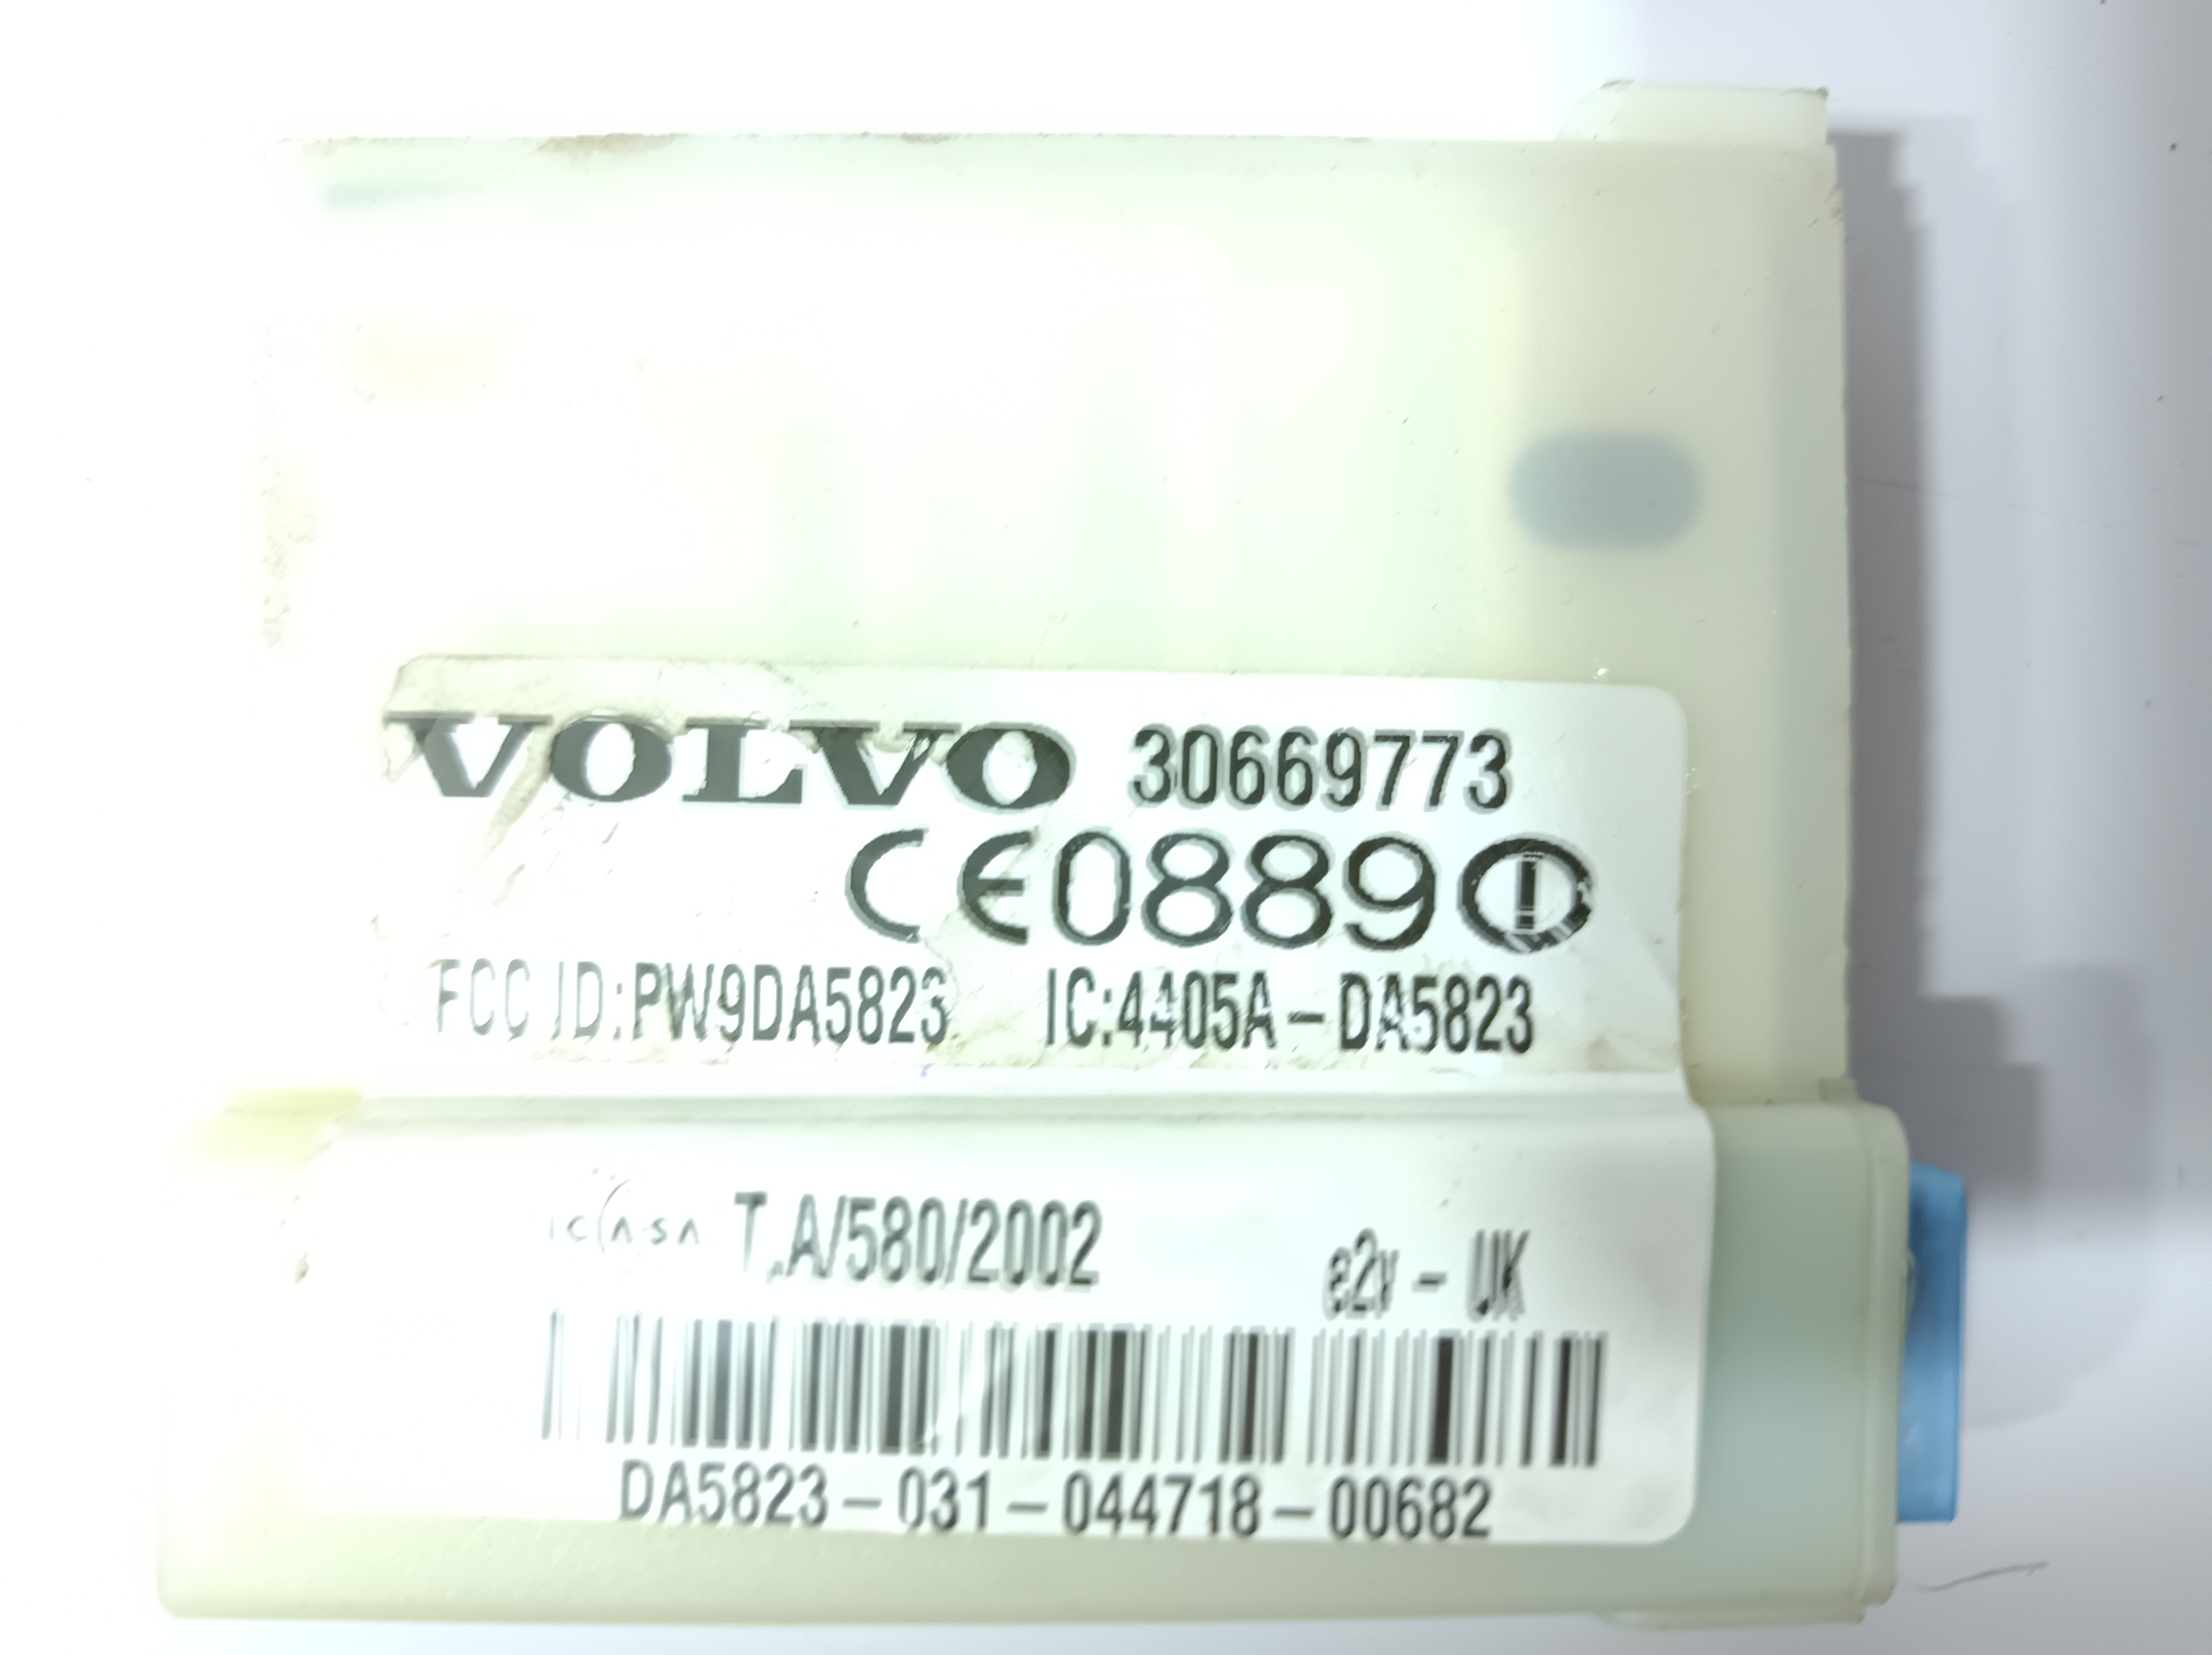 VOLVO 30669773
CE0889
FCC ID:PW9DA5823 IC:4405A-DA5823
ICASA T.A/580/2002
e2v - UK
DA5823-031-044718-00682